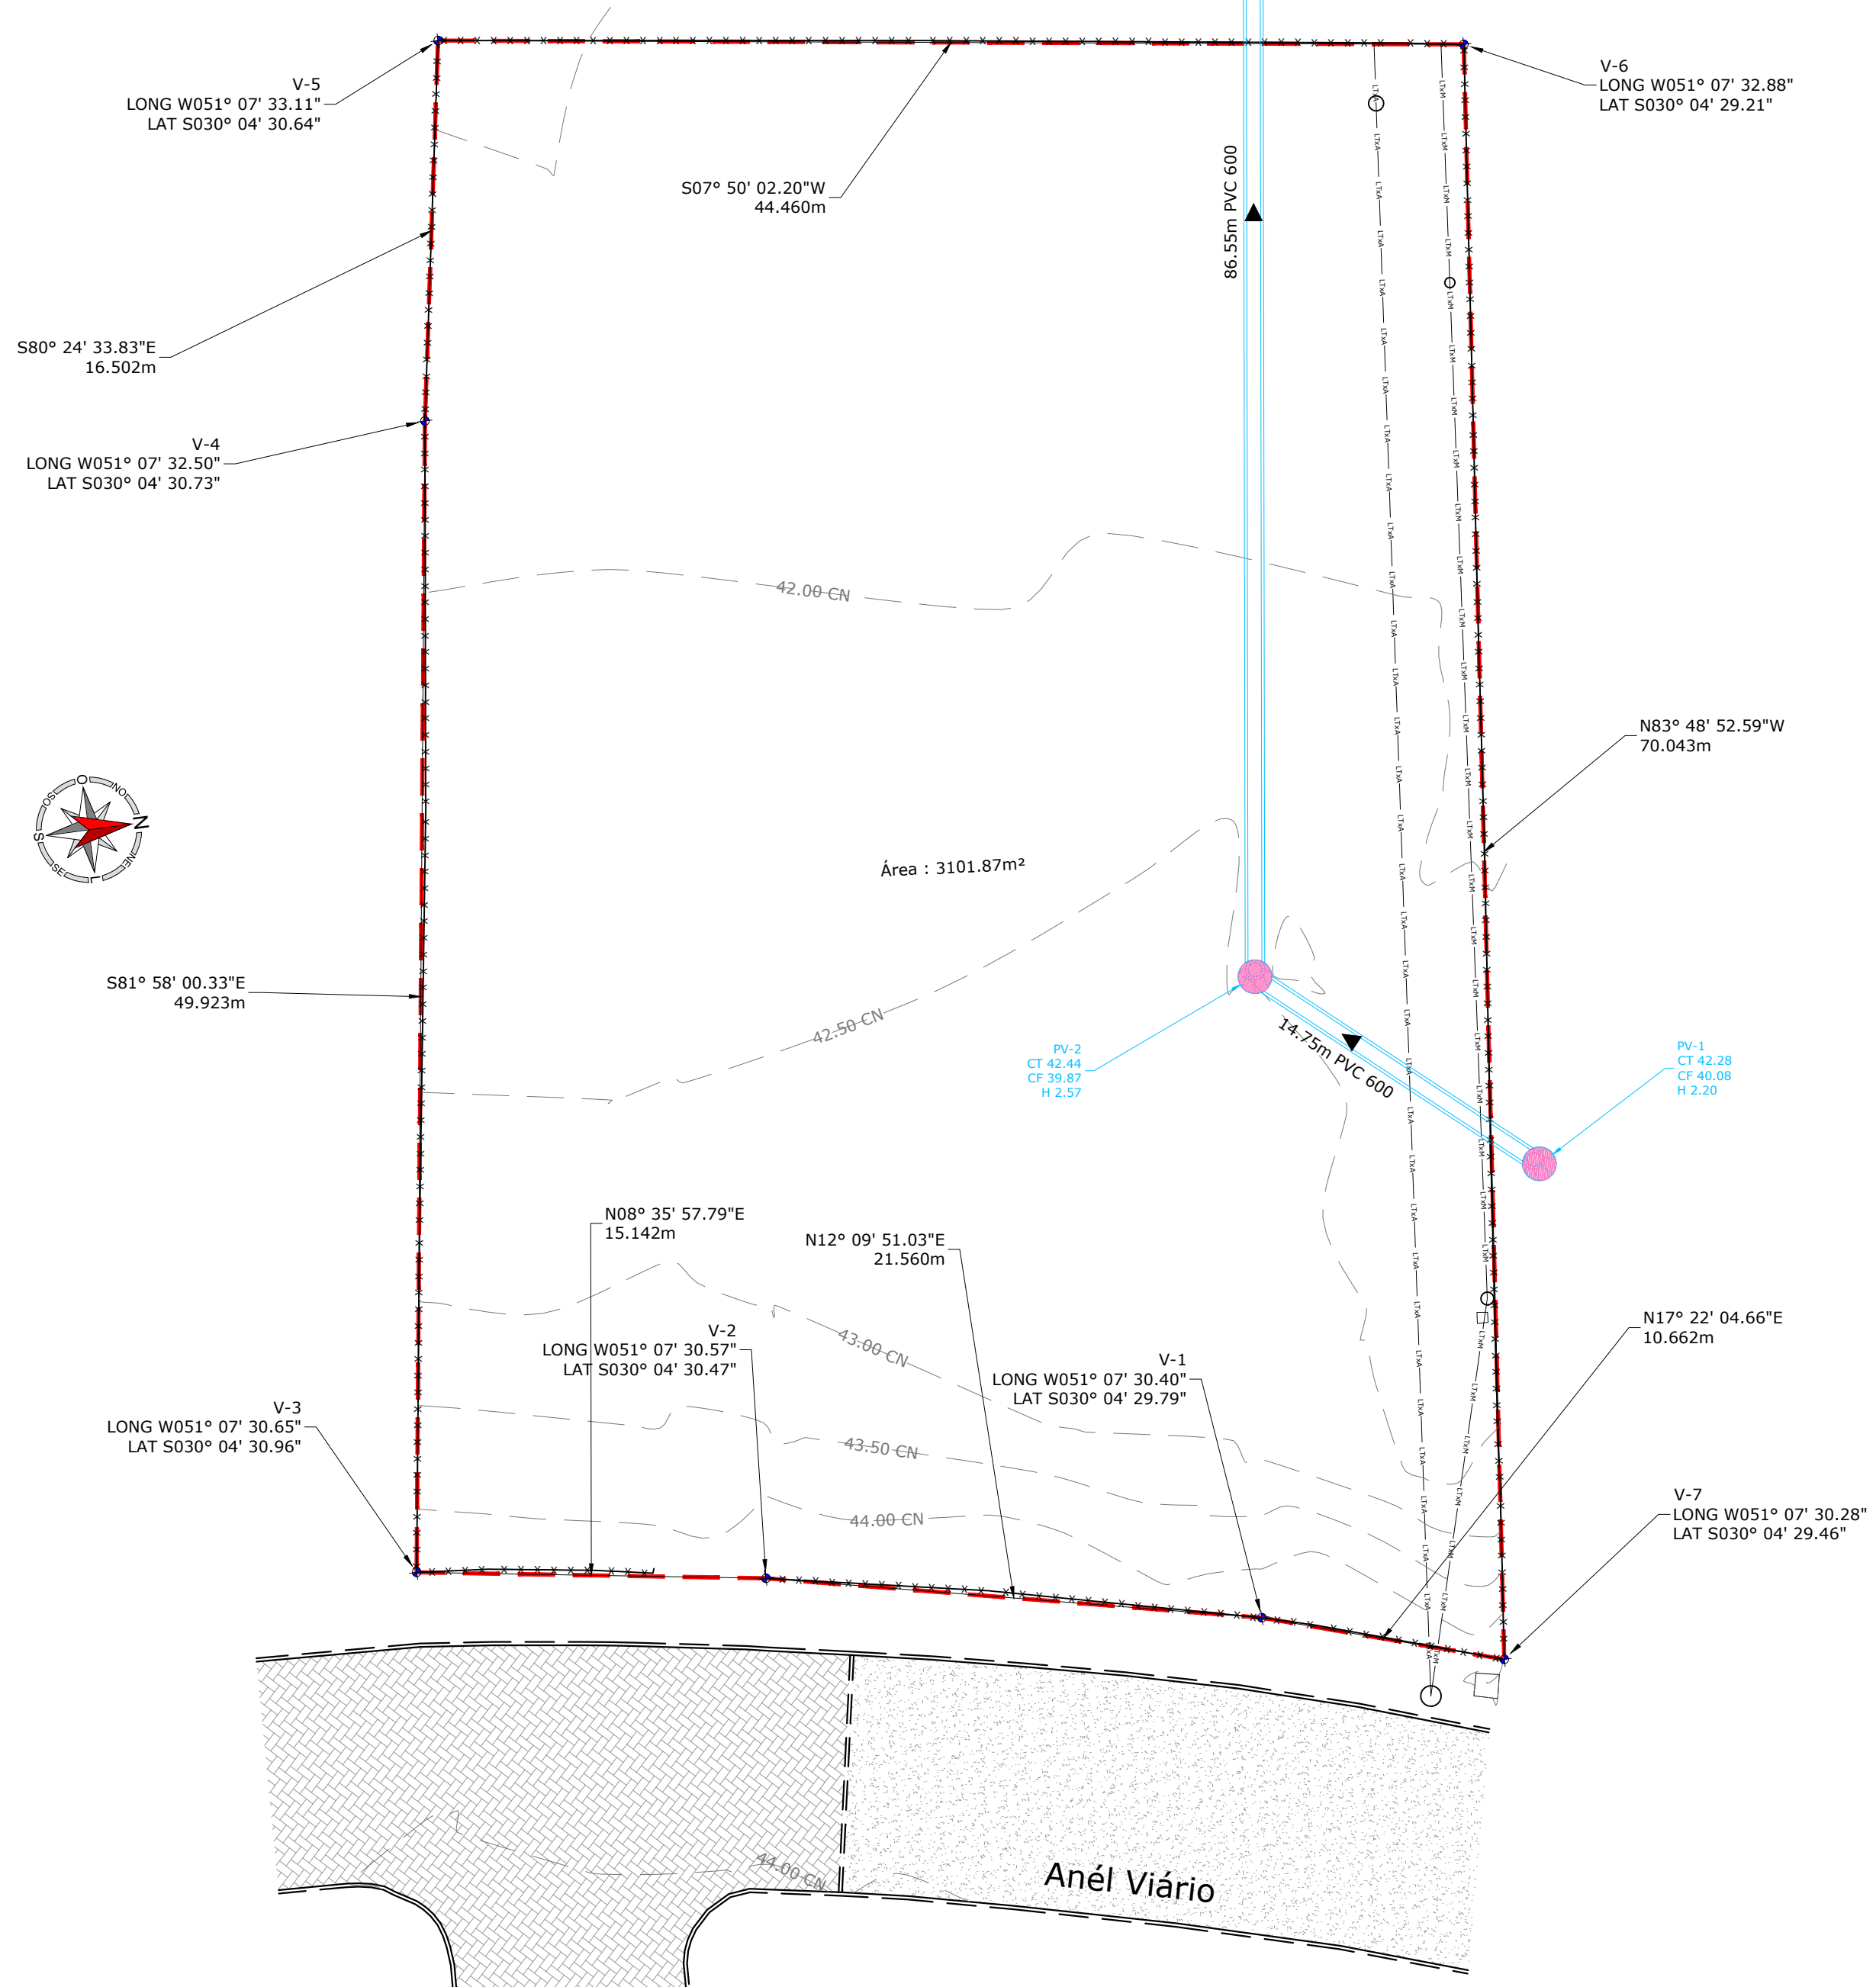 V-5
LONG W051° 07' 33.11"
LAT S030° 04' 30.64"
V-6
LONG W051° 07' 32.88"
LAT S030° 04' 29.21"
S07° 50' 02.20"W
44.460m
86.55m PVC 600
S80° 24' 33.83"E
16.502m
V-4
LONG W051° 07' 32.50"
LAT S030° 04' 30.73"
42.00 CN
N83° 48' 52.59"W
70.043m
O
NO
N
NE
L
SE
S
SO
Área : 3101.87m²
S81° 58' 00.33"E
49.923m
42.50 CN
14.75m PVC 600
PV-2
CT 42.44
CF 39.87
H 2.57
PV-1
CT 42.28
CF 40.08
H 2.20
N08° 35' 57.79"E
15.142m
N12° 09' 51.03"E
21.560m
N17° 22' 04.66"E
10.662m
V-2
LONG W051° 07' 30.57"
LAT S030° 04' 30.47"
43.00 CN
V-1
LONG W051° 07' 30.40"
LAT S030° 04' 29.79"
V-3
LONG W051° 07' 30.65"
LAT S030° 04' 30.96"
43.50 CN
44.00 CN
V-7
LONG W051° 07' 30.28"
LAT S030° 04' 29.46"
LTxA
LTxM
44.00 CN
Anél Viário